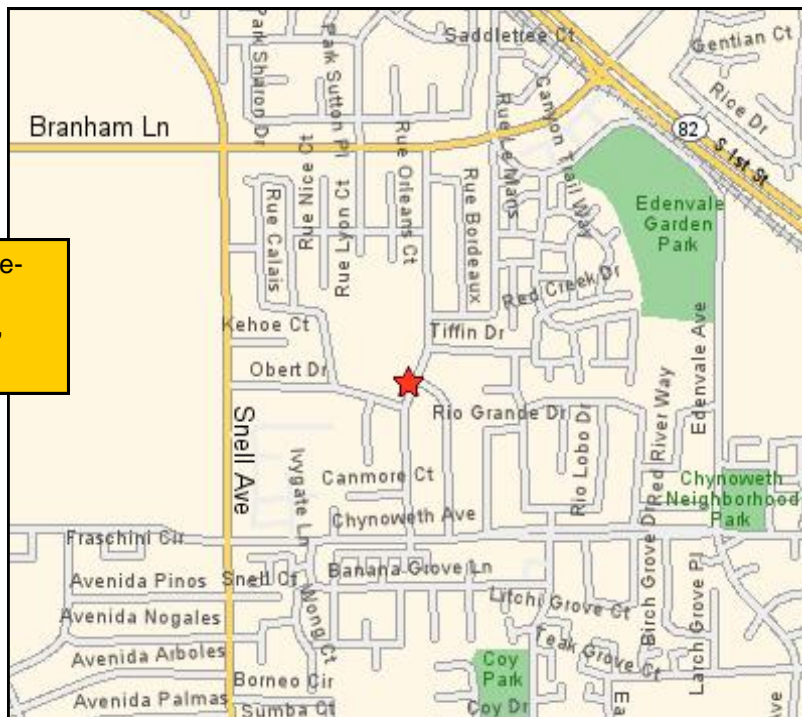 Saddletree Ct
Gentian Ct
Park Sharon Dr
Park Sutton Pl
Canyon Trail Way
Rice Dr
Branham Ln
Rue Orleans Ct
Rue Le Mans
82
S 1st St
Rue Nice Ct
Rue Lyon Ct
Rue Calais
Rue Bordeaux
Edenvale
Garden
Park
e-
Red Creek Dr
Kehoe Ct
Tiffin Dr
,
Edenvale Ave
Obert Dr
Rio Grande Dr
Snell Ave
Ivygate Ln
Rio Lobo Dr
Red River Way
Canmore Ct
Chynoweth
Neighborhood
Park
Chynoweth Ave
Fraschini Cir
Birch Grove Dr
Banana Grove Ln
Avenida Pinos
Snell Ct
Larch Grove Pl
Litchi Grove Ct
Avenida Nogales
Wong Ct
Teak Grove Ct
Avenida Arboles
Coy
Park
Borneo Cir
Avenida Palmas
Sumba Ct
Coy Dr
Ea
Ave